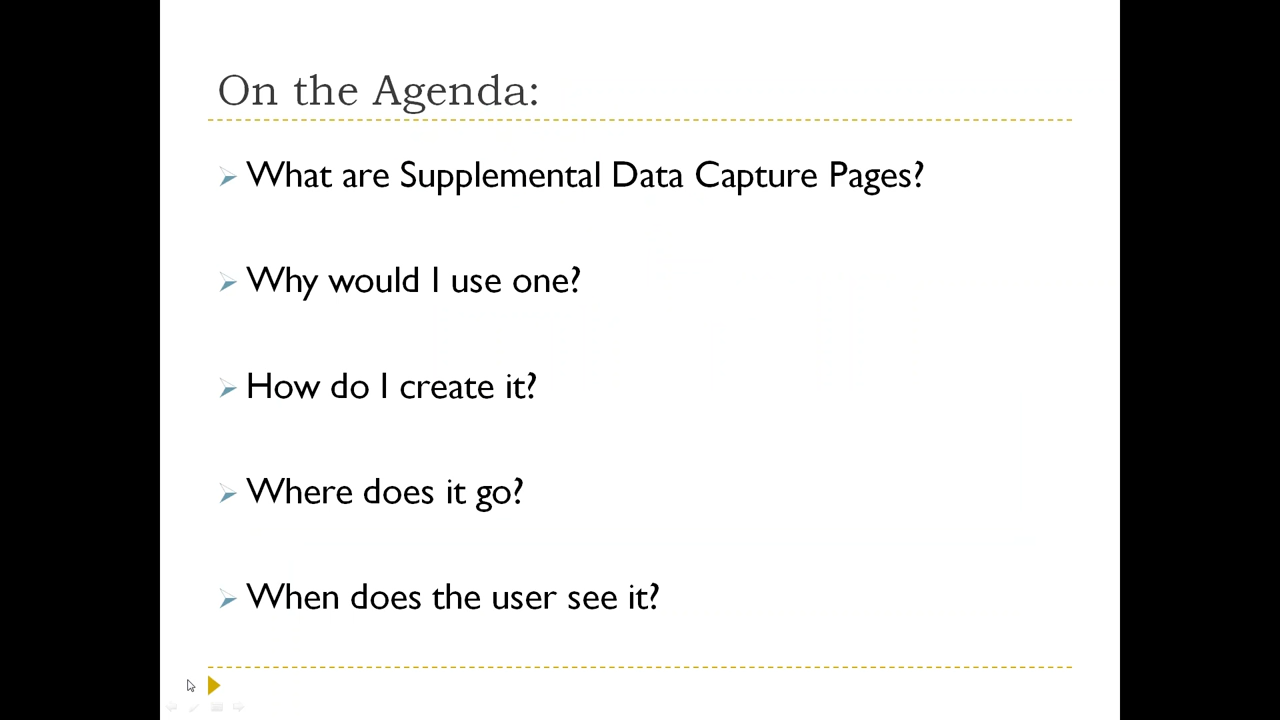 On the Agenda:
What are Supplemental Data Capture Pages?
Why would I use one?
How do I create it?
Where does it go?
When does the user see it?